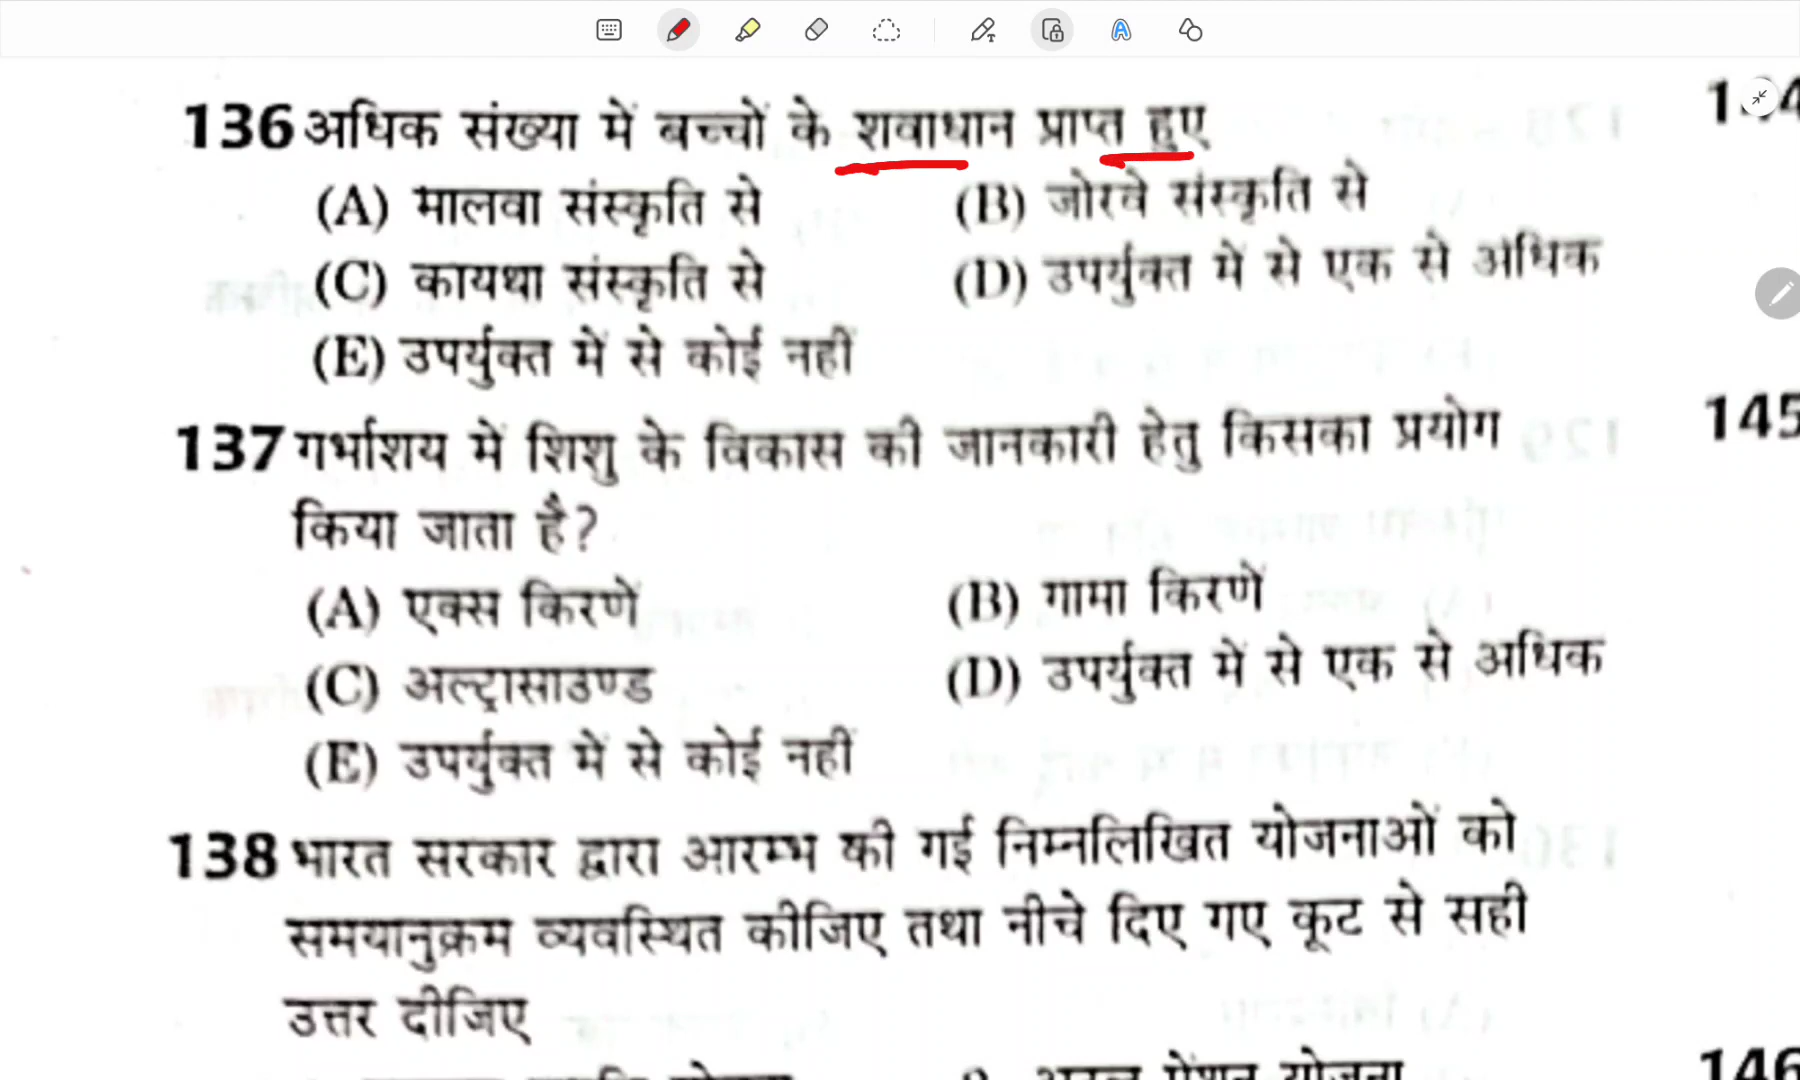 136 अधिक संख्या में बच्चों के शवाधान प्राप्त हुए
(A) मालवा संस्कृति से (B) जोरवे संस्कृति से
(C) कायथा संस्कृति से (D) उपर्युक्त में से एक से अधिक
(E) उपर्युक्त में से कोई नहीं
137 गर्भाशय में शिशु के विकास की जानकारी हेतु किसका प्रयोग
किया जाता है?
(A) एक्स किरणें (B) गामा किरणें
(C) अल्ट्रासाउण्ड (D) उपर्युक्त में से एक से अधिक
(E) उपर्युक्त में से कोई नहीं
138 भारत सरकार द्वारा आरम्भ की गई निम्नलिखित योजनाओं को
समयानुक्रम व्यवस्थित कीजिए तथा नीचे दिए गए कूट से सही
उत्तर दीजिए
145
146